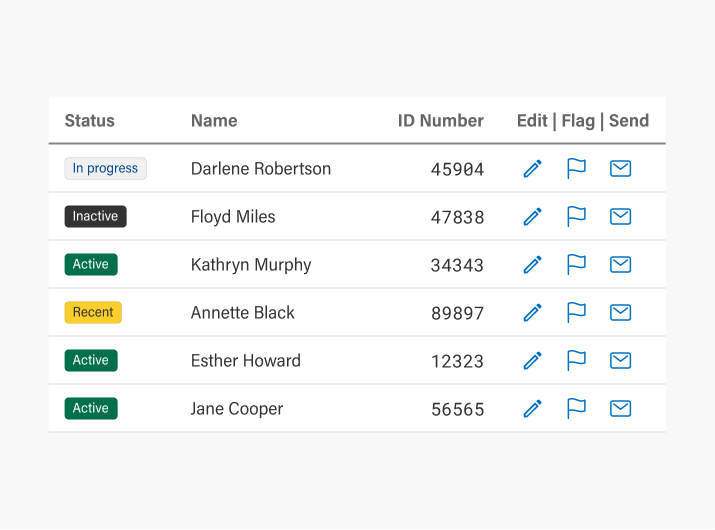 Status Name ID Number Edit | Flag | Send
In progress Darlene Robertson 45904
Inactive Floyd Miles 47838
Active Kathryn Murphy 34343
Recent Annette Black 89897
Active Esther Howard 12323
Active Jane Cooper 56565